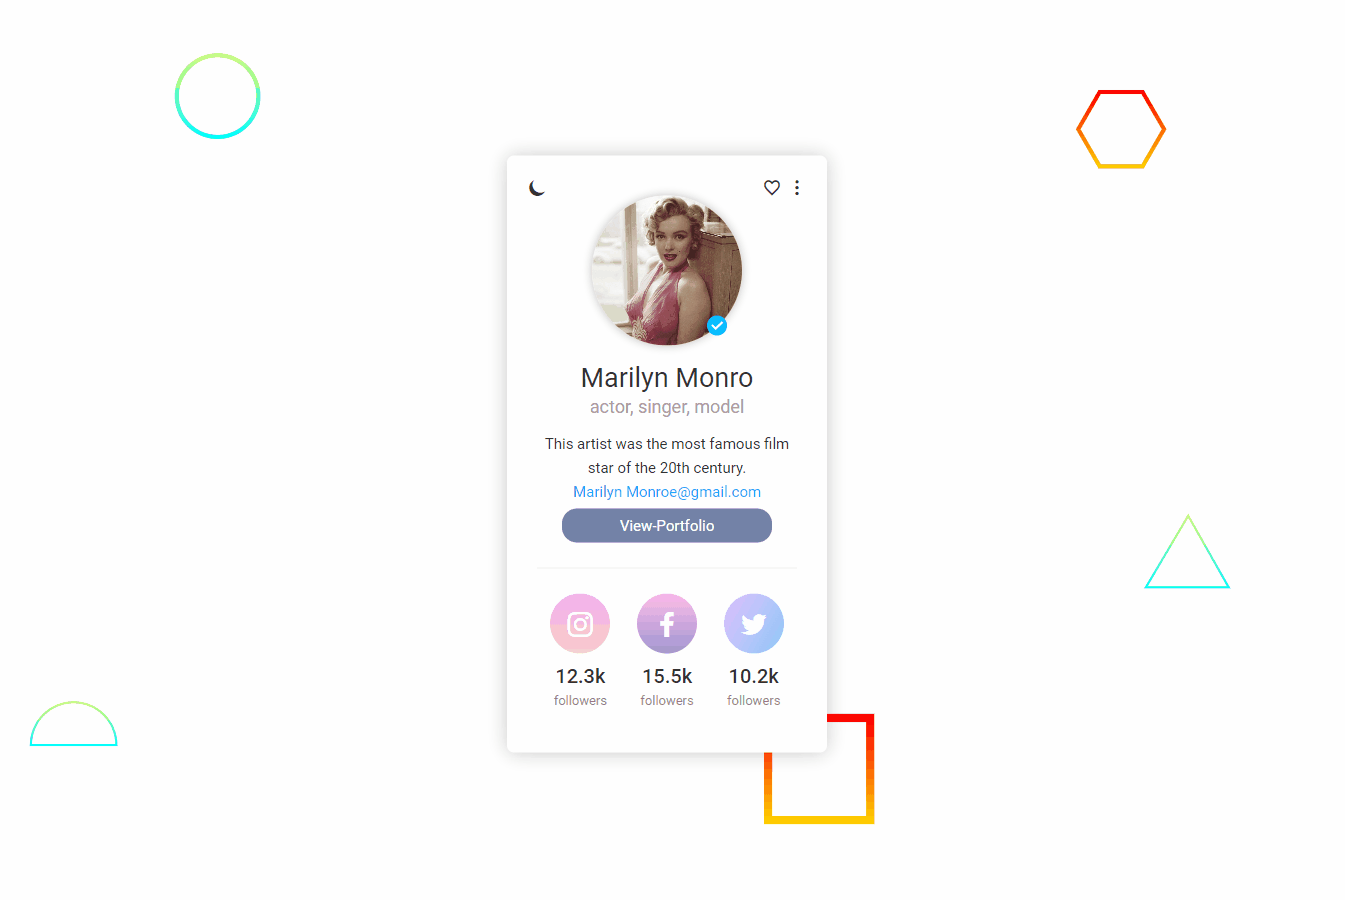 Marilyn Monro
actor, singer, model
This artist was the most famous film
star of the 20th century.
Marilyn Monroe@gmail.com
View-Portfolio
12.3k 15.5k 10.2k
followers followers followers